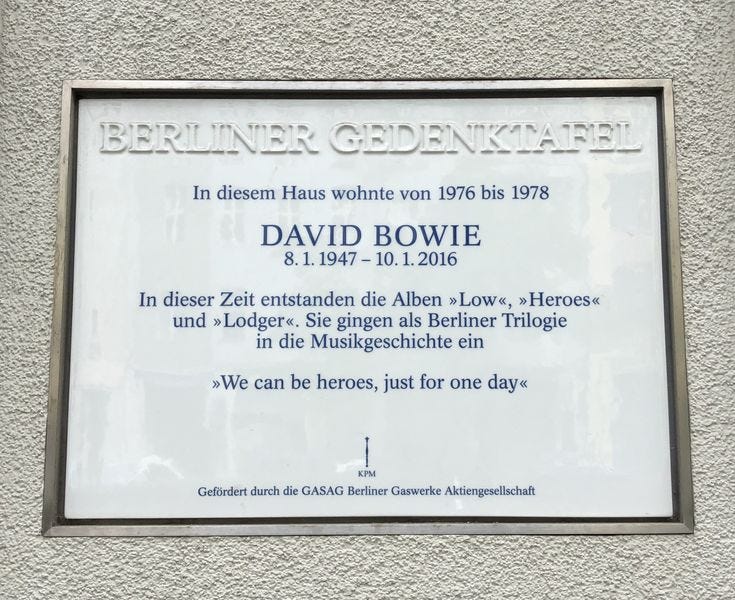 BERLINER GEDENKTAFEL
In diesem Haus wohnte von 1976 bis 1978
DAVID BOWIE
8. 1. 1947 – 10. 1. 2016
In dieser Zeit entstanden die Alben »Low«, »Heroes«
und »Lodger«. Sie gingen als Berliner Trilogie
in die Musikgeschichte ein
»We can be heroes, just for one day«
KPM
Gefördert durch die GASAG Berliner Gaswerke Aktiengesellschaft